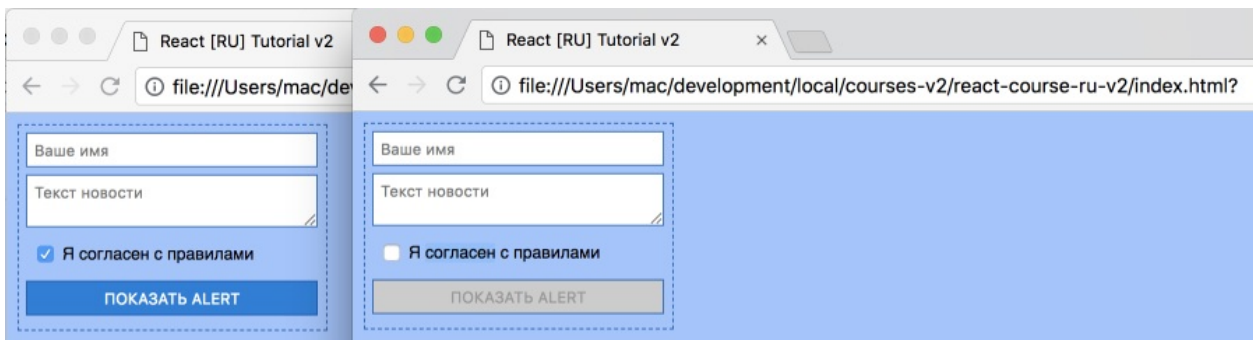 React [RU] Tutorial v2
file:///Users/mac/de
Ваше имя
Текст новости
Я согласен с правилами
ПОКАЗАТЬ ALERT
React [RU] Tutorial v2
file:///Users/mac/development/local/courses-v2/react-course-ru-v2/index.html?
Ваше имя
Текст новости
Я согласен с правилами
ПОКАЗАТЬ ALERT